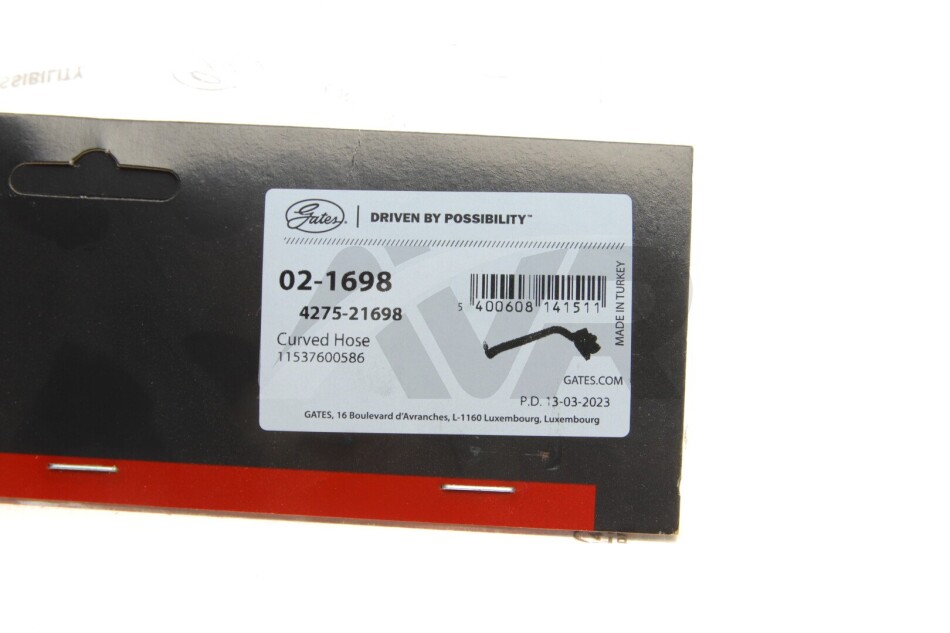 SSIBILITY
Gates | DRIVEN BY POSSIBILITY™
02-1698
4275-21698
Curved Hose
11537600586
5 400608 141511
MADE IN TURKEY
GATES.COM
P.D. 13-03-2023
GATES, 16 Boulevard d'Avranches, L-1160 Luxembourg, Luxembourg